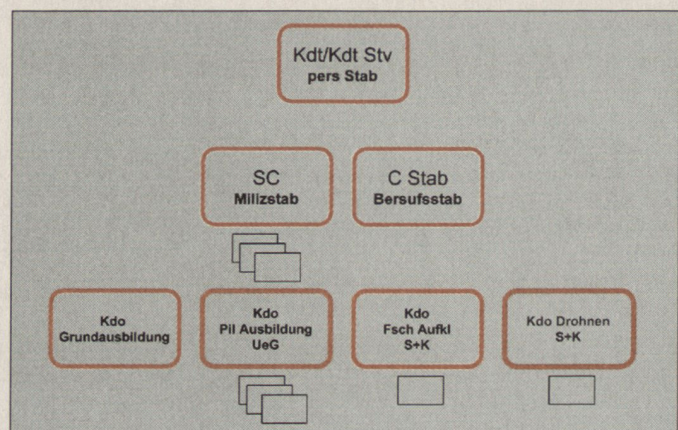 Kdt/Kdt Stv
pers Stab
SC
Milizstab
C Stab
Bersufsstab
Kdo
Grundausbildung
Kdo
Pil Ausbildung
UeG
Kdo
Fsch Aufkl
S+K
Kdo Drohnen
S+K